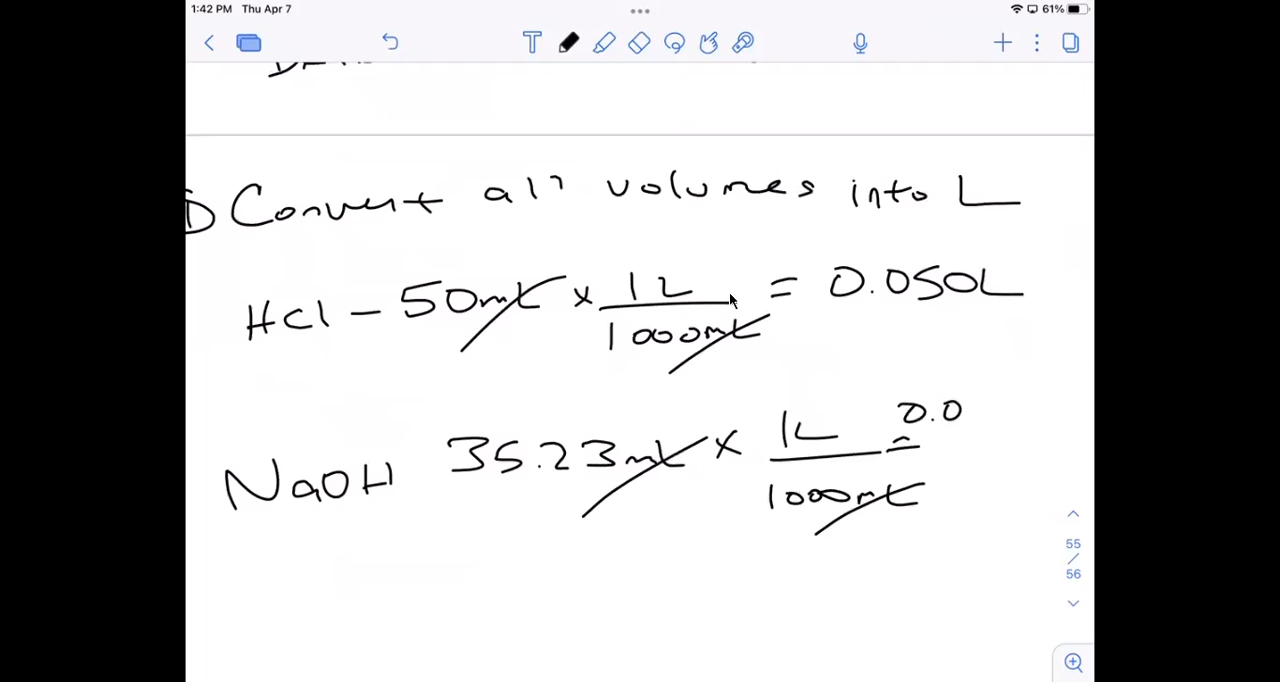 1:42 PM Thu Apr 7
61%
1) Convert all volumes into L
HCl - 50mL x 1L / 1000mL = 0.050L
NaOH 35.23mL x 1L / 1000mL = 0.0
55
/
56